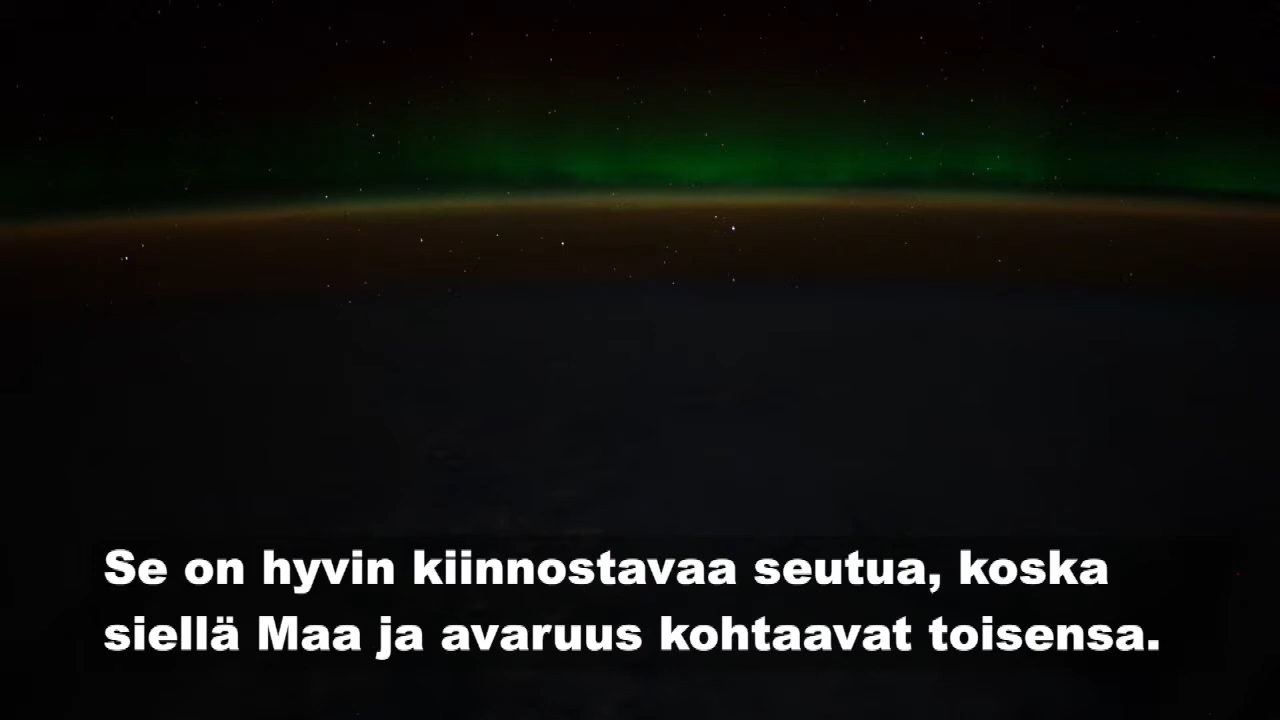 Se on hyvin kiinnostavaa seutua, koska
siellä Maa ja avaruus kohtaavat toisensa.